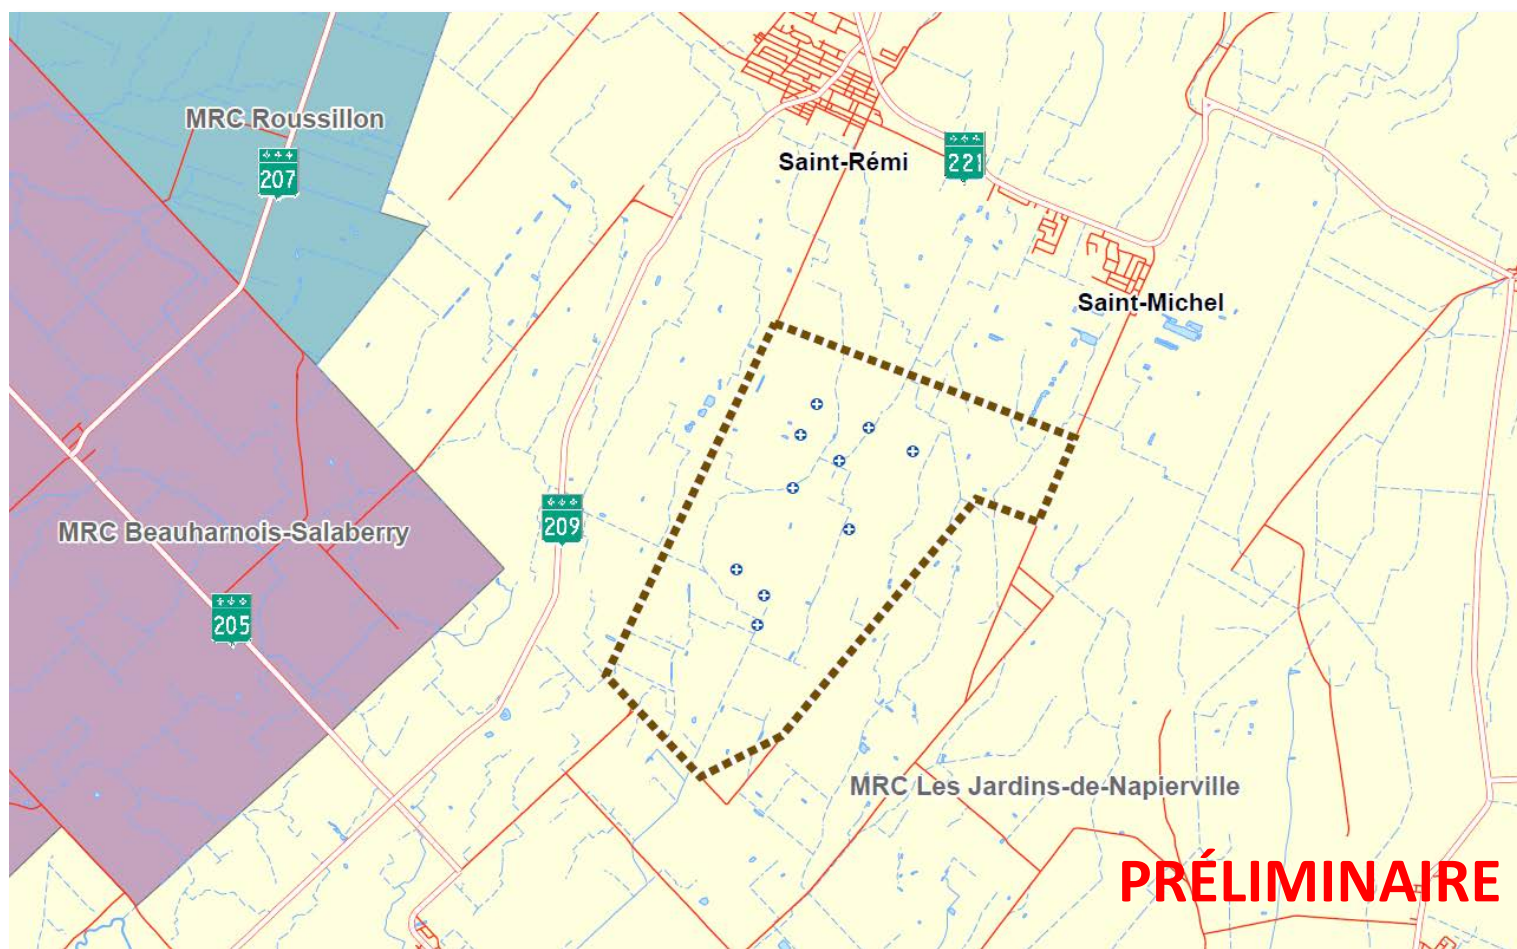 MRC Roussillon
207
Saint-Rémi
221
Saint-Michel
MRC Beauharnois-Salaberry
209
205
MRC Les Jardins-de-Napierville
PRÉLIMINAIRE